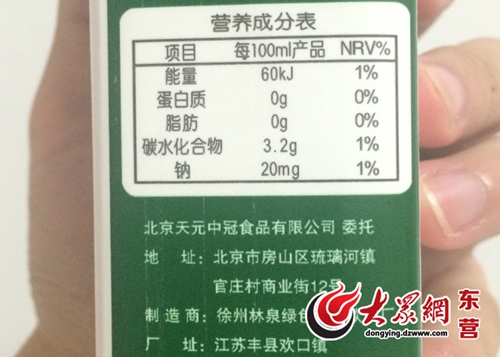 营养成分表
项目 每100ml产品 NRV%
能量 60kJ 1%
蛋白质 0g 0%
脂肪 0g 0%
碳水化合物 3.2g 1%
钠 20mg 1%
北京天元中冠食品有限公司 委托
地 址：北京市房山区琉璃河镇
官庄村商业街12号
制 造 商：徐州林泉绿色
厂 址：江苏丰县欢口镇
大众網 东营
www.dzwww.com